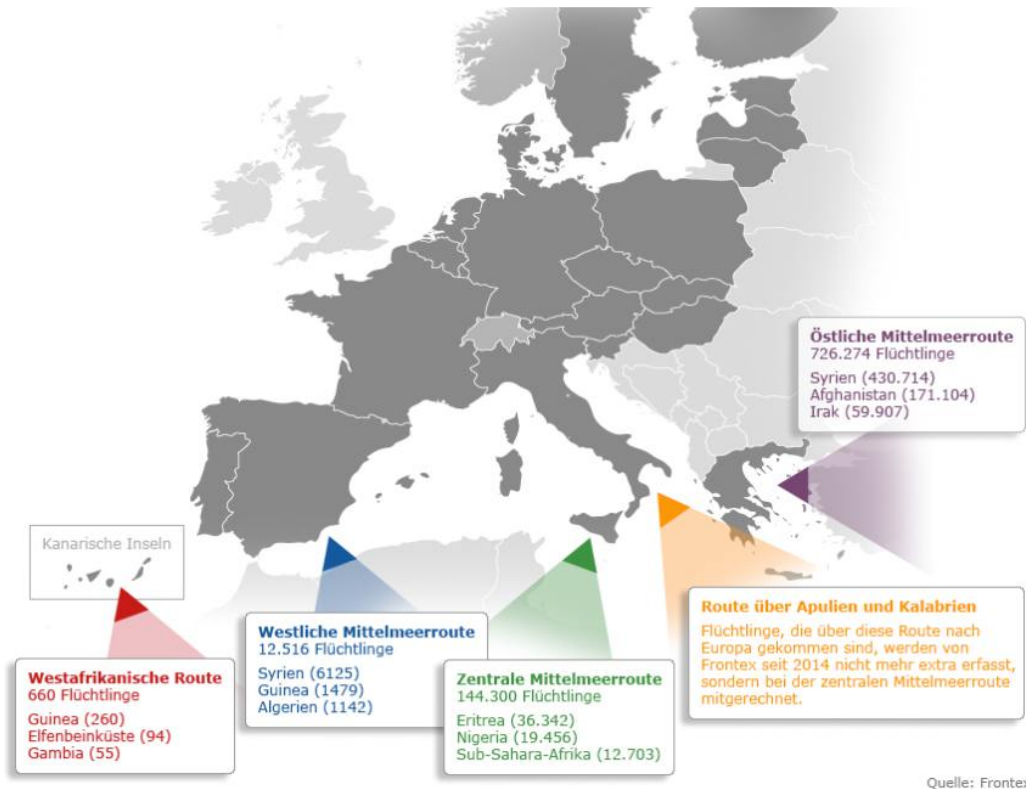 Östliche Mittelmeerroute
726.274 Flüchtlinge
Syrien (430.714)
Afghanistan (171.104)
Irak (59.907)
Kanarische Inseln
Westafrikanische Route
660 Flüchtlinge
Guinea (260)
Elfenbeinküste (94)
Gambia (55)
Westliche Mittelmeerroute
12.516 Flüchtlinge
Syrien (6125)
Guinea (1479)
Algerien (1142)
Zentrale Mittelmeerroute
144.300 Flüchtlinge
Eritrea (36.342)
Nigeria (19.456)
Sub-Sahara-Afrika (12.703)
Route über Apulien und Kalabrien
Flüchtlinge, die über diese Route nach
Europa gekommen sind, werden von
Frontex seit 2014 nicht mehr extra erfasst,
sondern bei der zentralen Mittelmeerroute
mitgerechnet.
Quelle: Frontex